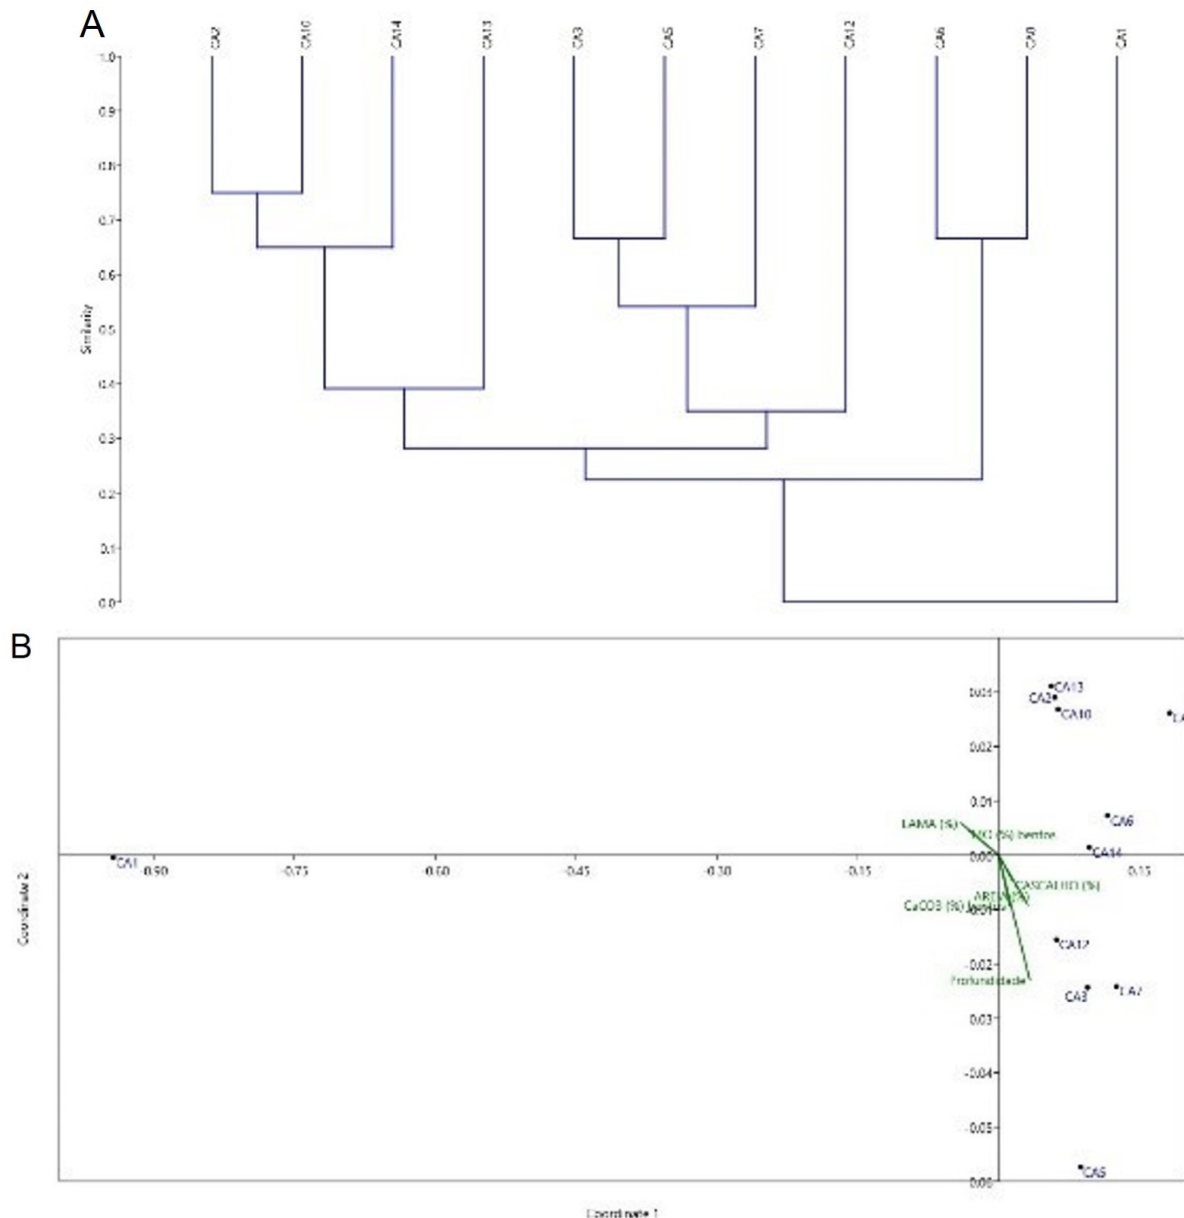 A
CA2 CA10 CA14 CA13 CA3 CA5 CA7 CA12 CA6 CA1
1.0
0.9
0.8
0.7
0.6
0.5
0.4
0.3
0.2
0.1
0.0
Similarity
B
CA13
CA2
CA10
0.02
0.01
CA6
LAMA (%)
0.00
CA14
CA1
-0.90 -0.75 -0.60 -0.45 -0.30 -0.15 0.15
CASCALHO (%)
CaCO3 (%)
-0.02
CA12
Profundidade
CA3
CA7
-0.04
-0.05
CA5
Coordinate 2
Coordinate 1